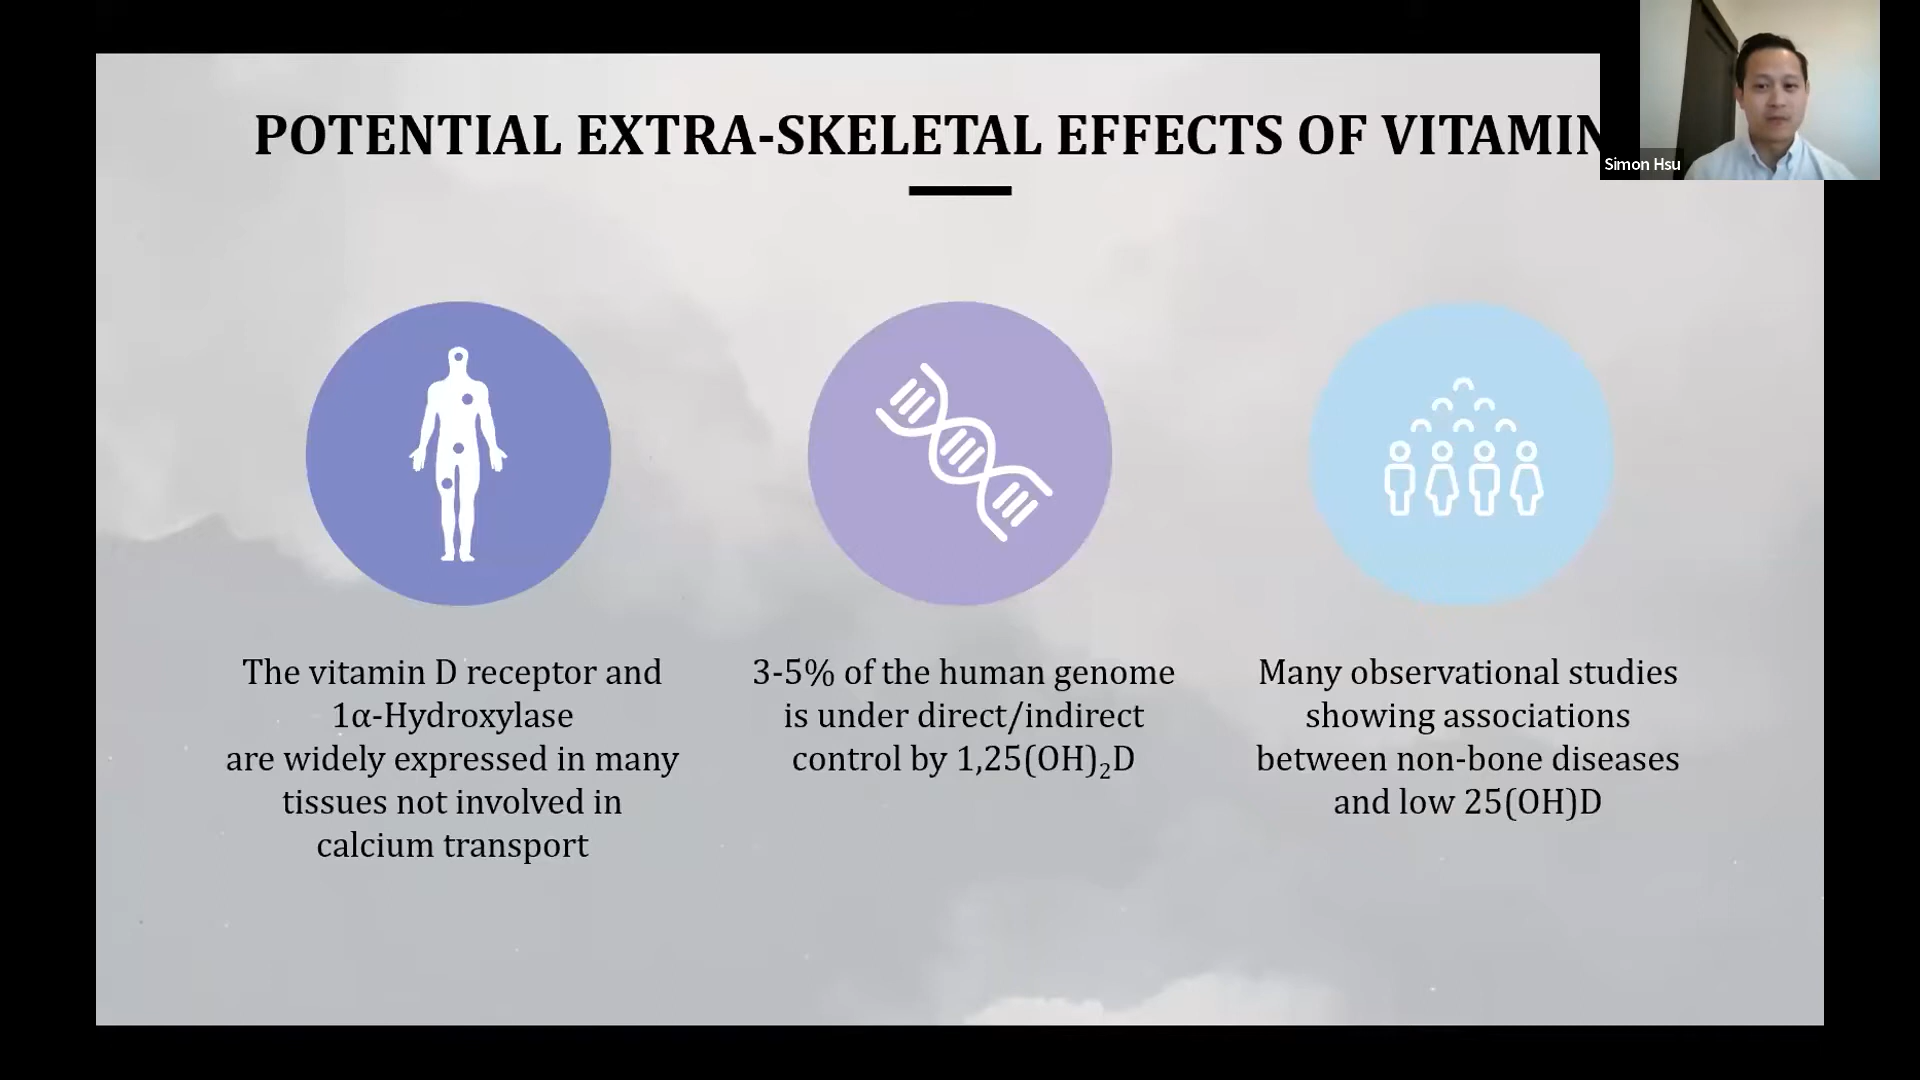 POTENTIAL EXTRA-SKELETAL EFFECTS OF VITAMIN
Simon Hsu
The vitamin D receptor and
1α-Hydroxylase
are widely expressed in many
tissues not involved in
calcium transport
3-5% of the human genome
is under direct/indirect
control by 1,25(OH)₂D
Many observational studies
showing associations
between non-bone diseases
and low 25(OH)D